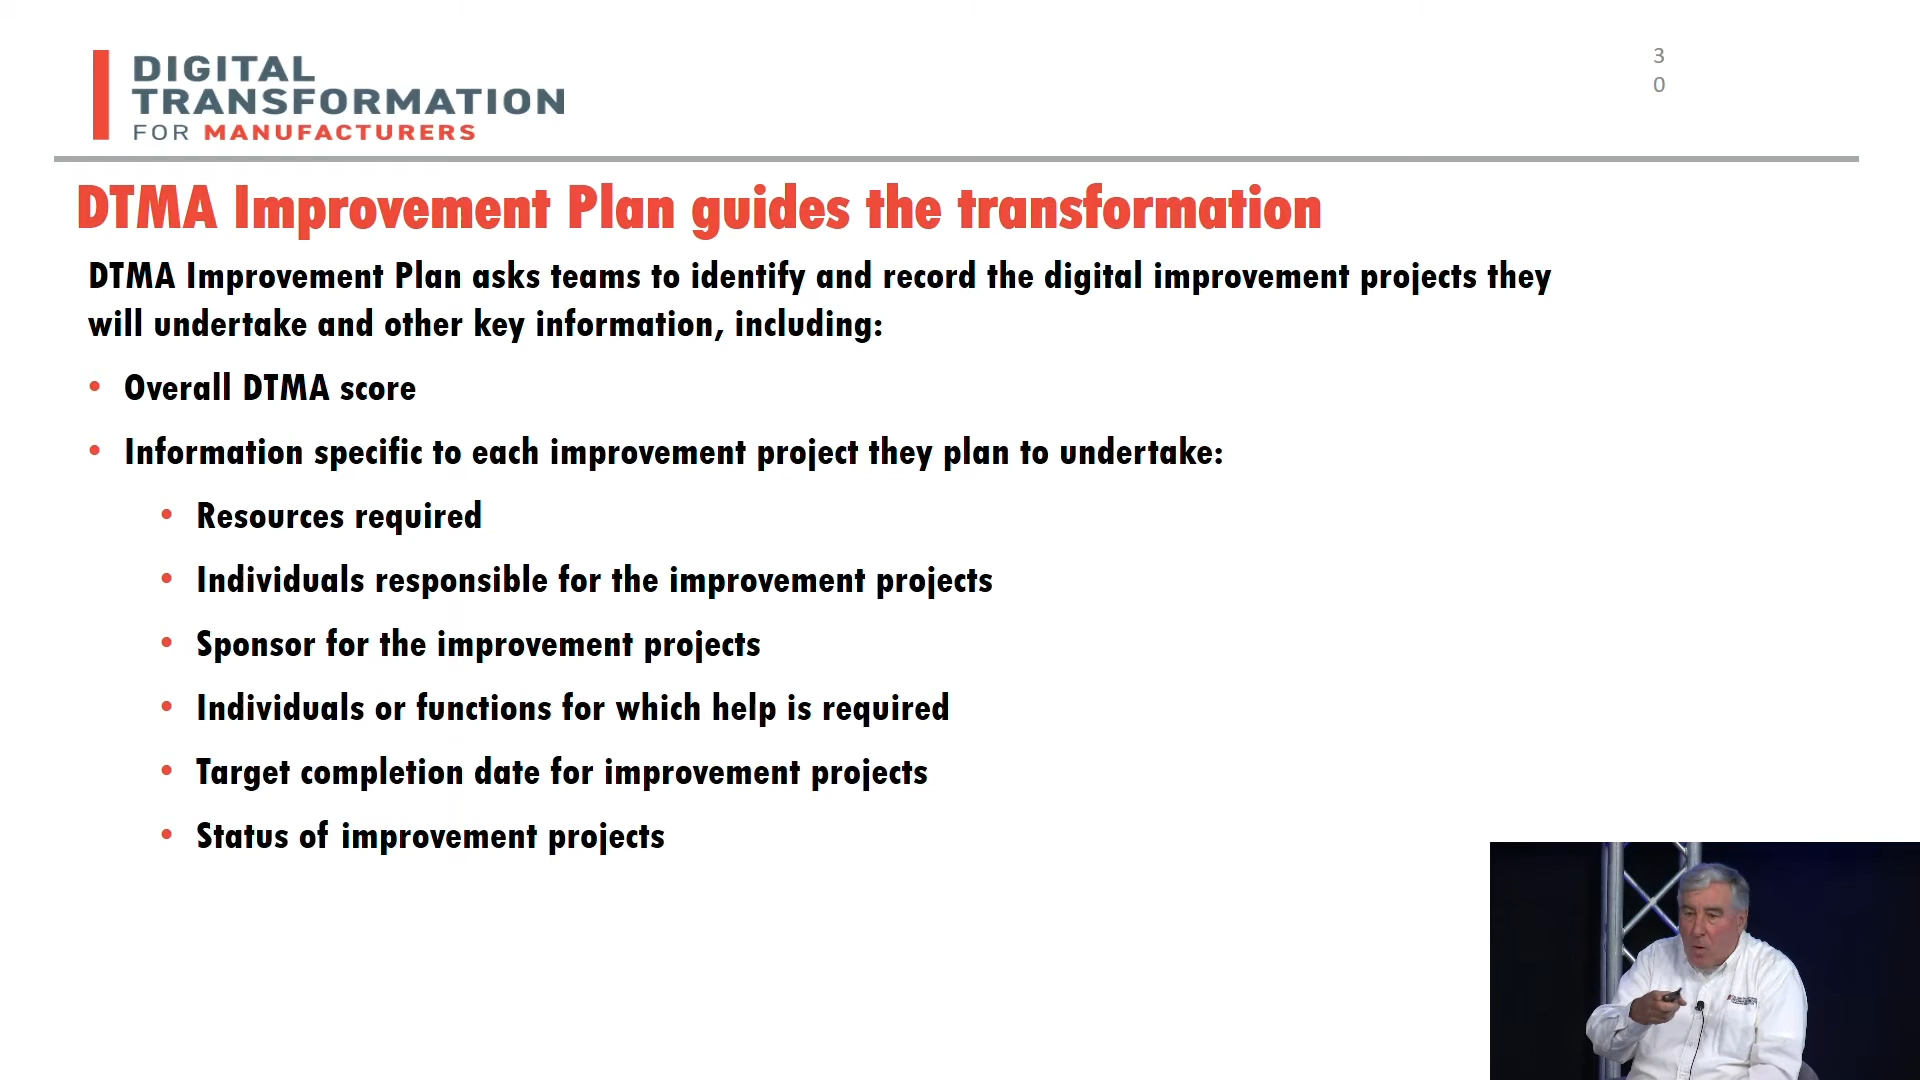 DIGITAL
TRANSFORMATION
FOR MANUFACTURERS
3
0
DTMA Improvement Plan guides the transformation
DTMA Improvement Plan asks teams to identify and record the digital improvement projects they
will undertake and other key information, including:
• Overall DTMA score
• Information specific to each improvement project they plan to undertake:
• Resources required
• Individuals responsible for the improvement projects
• Sponsor for the improvement projects
• Individuals or functions for which help is required
• Target completion date for improvement projects
• Status of improvement projects